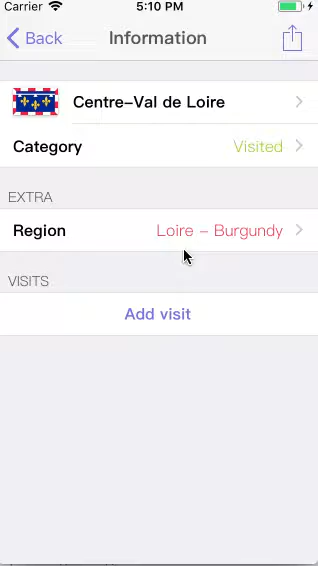 Carrier 5:10 PM
Back Information
Centre-Val de Loire
Category Visited
EXTRA
Region Loire - Burgundy
VISITS
Add visit